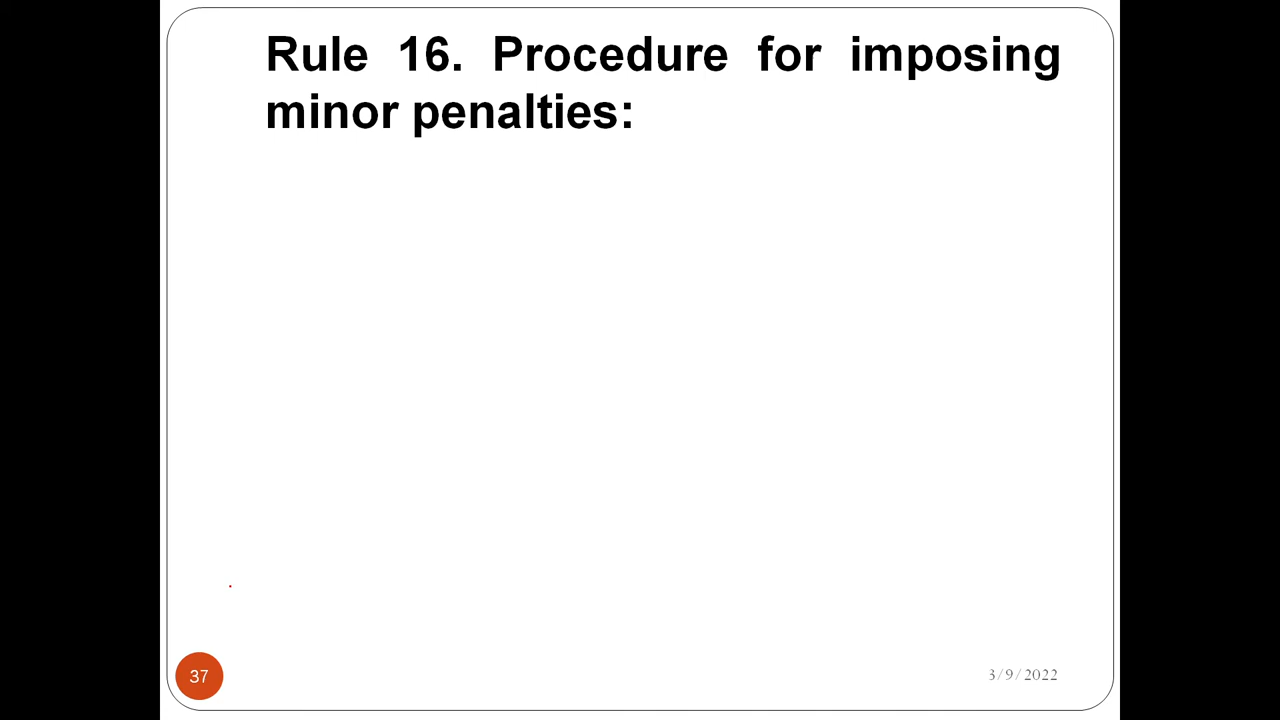 Rule 16. Procedure for imposing
minor penalties:
37
3/9/2022